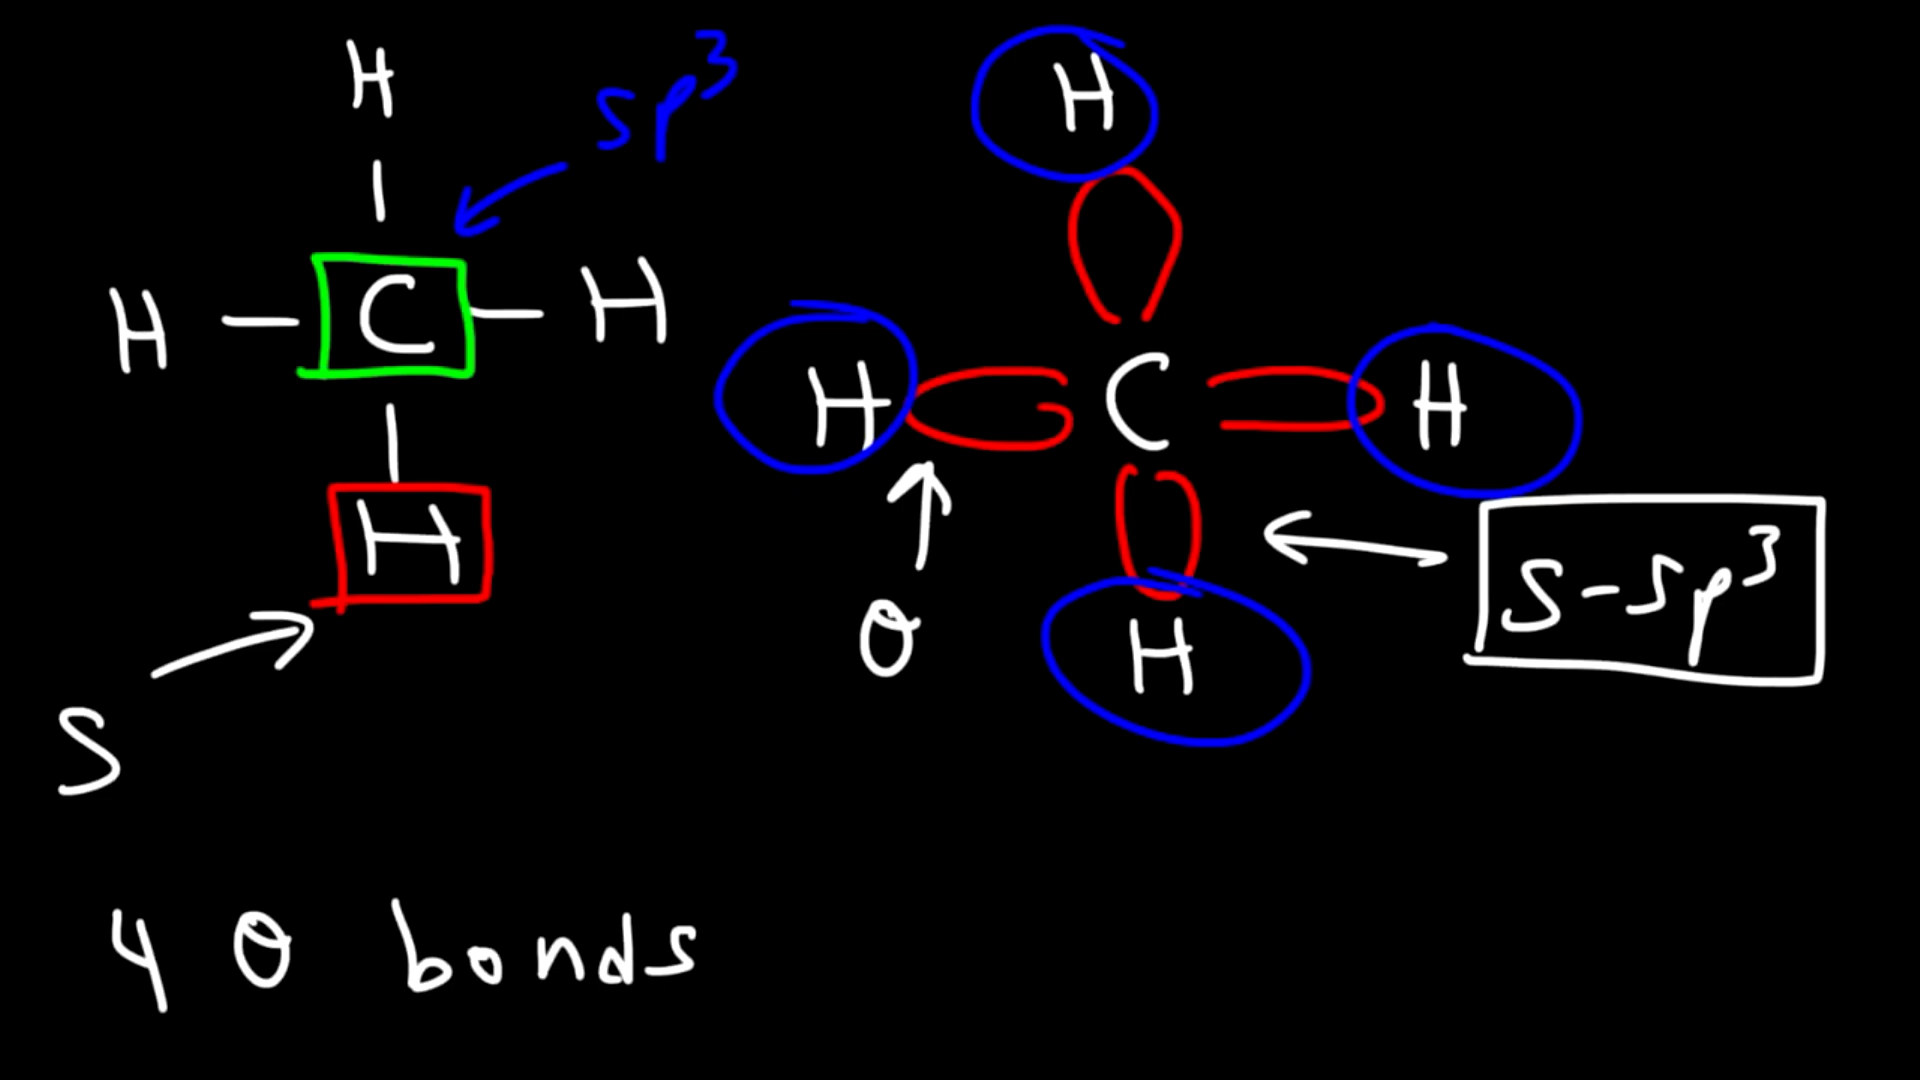 H
sp³
H – C – H
H
S
H
H C H
σ
H
S-sp³
4 σ bonds